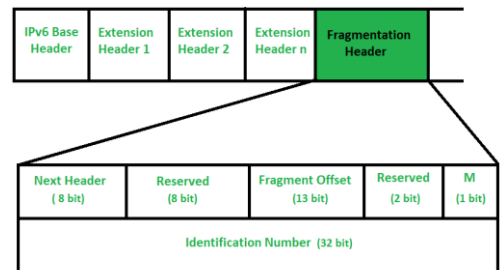 IPv6 Base Header
Extension Header 1
Extension Header 2
Extension Header n
Fragmentation Header
Next Header (8 bit)
Reserved (8 bit)
Fragment Offset (13 bit)
Reserved (2 bit)
M (1 bit)
Identification Number (32 bit)